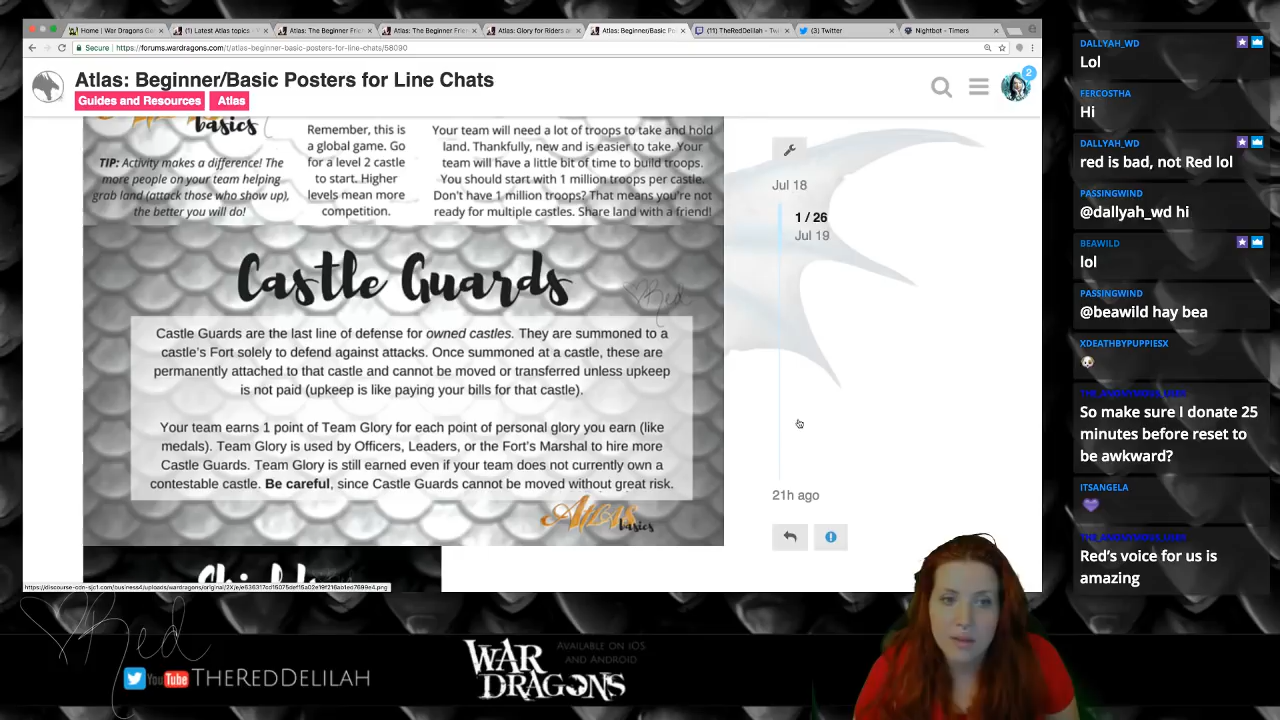 Home | War Dragons Ge
(1) Latest Atlas topics
Atlas: The Beginner Frie
Atlas: The Beginner Frie
Atlas: Glory for Riders
Atlas: Beginner/Basic P
(11) TheRedDelilah - Tw
(3) Twitter
Nightbot - Timers
Secure | https://forums.wardragons.com/t/atlas-beginner-basic-posters-for-line-chats/58090
Atlas: Beginner/Basic Posters for Line Chats
Guides and Resources Atlas
2
basics
TIP: Activity makes a difference! The
more people on your team helping
grab land (attack those who show up),
the better you will do!
Remember, this is
a global game. Go
for a level 2 castle
to start. Higher
levels mean more
competition.
Your team will need a lot of troops to take and hold
land. Thankfully, new and is easier to take. Your
team will have a little bit of time to build troops.
You should start with 1 million troops per castle.
Don't have 1 million troops? That means you're not
ready for multiple castles. Share land with a friend!
Castle Guards
Red
Castle Guards are the last line of defense for owned castles. They are summoned to a
castle's Fort solely to defend against attacks. Once summoned at a castle, these are
permanently attached to that castle and cannot be moved or transferred unless upkeep
is not paid (upkeep is like paying your bills for that castle).
Your team earns 1 point of Team Glory for each point of personal glory you earn (like
medals). Team Glory is used by Officers, Leaders, or the Fort's Marshal to hire more
Castle Guards. Team Glory is still earned even if your team does not currently own a
contestable castle. Be careful, since Castle Guards cannot be moved without great risk.
Atlas
basics
Jul 18
1 / 26
Jul 19
21h ago
Red
YouTube TheRedDelilah
WAR
DRAGONS
AVAILABLE ON IOS
AND ANDROID
DALLYAH_WD
Lol
FERCOSTHA
Hi
DALLYAH_WD
red is bad, not Red lol
PASSINGWIND
@dallyah_wd hi
BEAWILD
lol
PASSINGWIND
@beawild hay bea
XDEATHBYPUPPIESX
So make sure I donate 25
minutes before reset to
be awkward?
ITSANGELA
Red's voice for us is
amazing